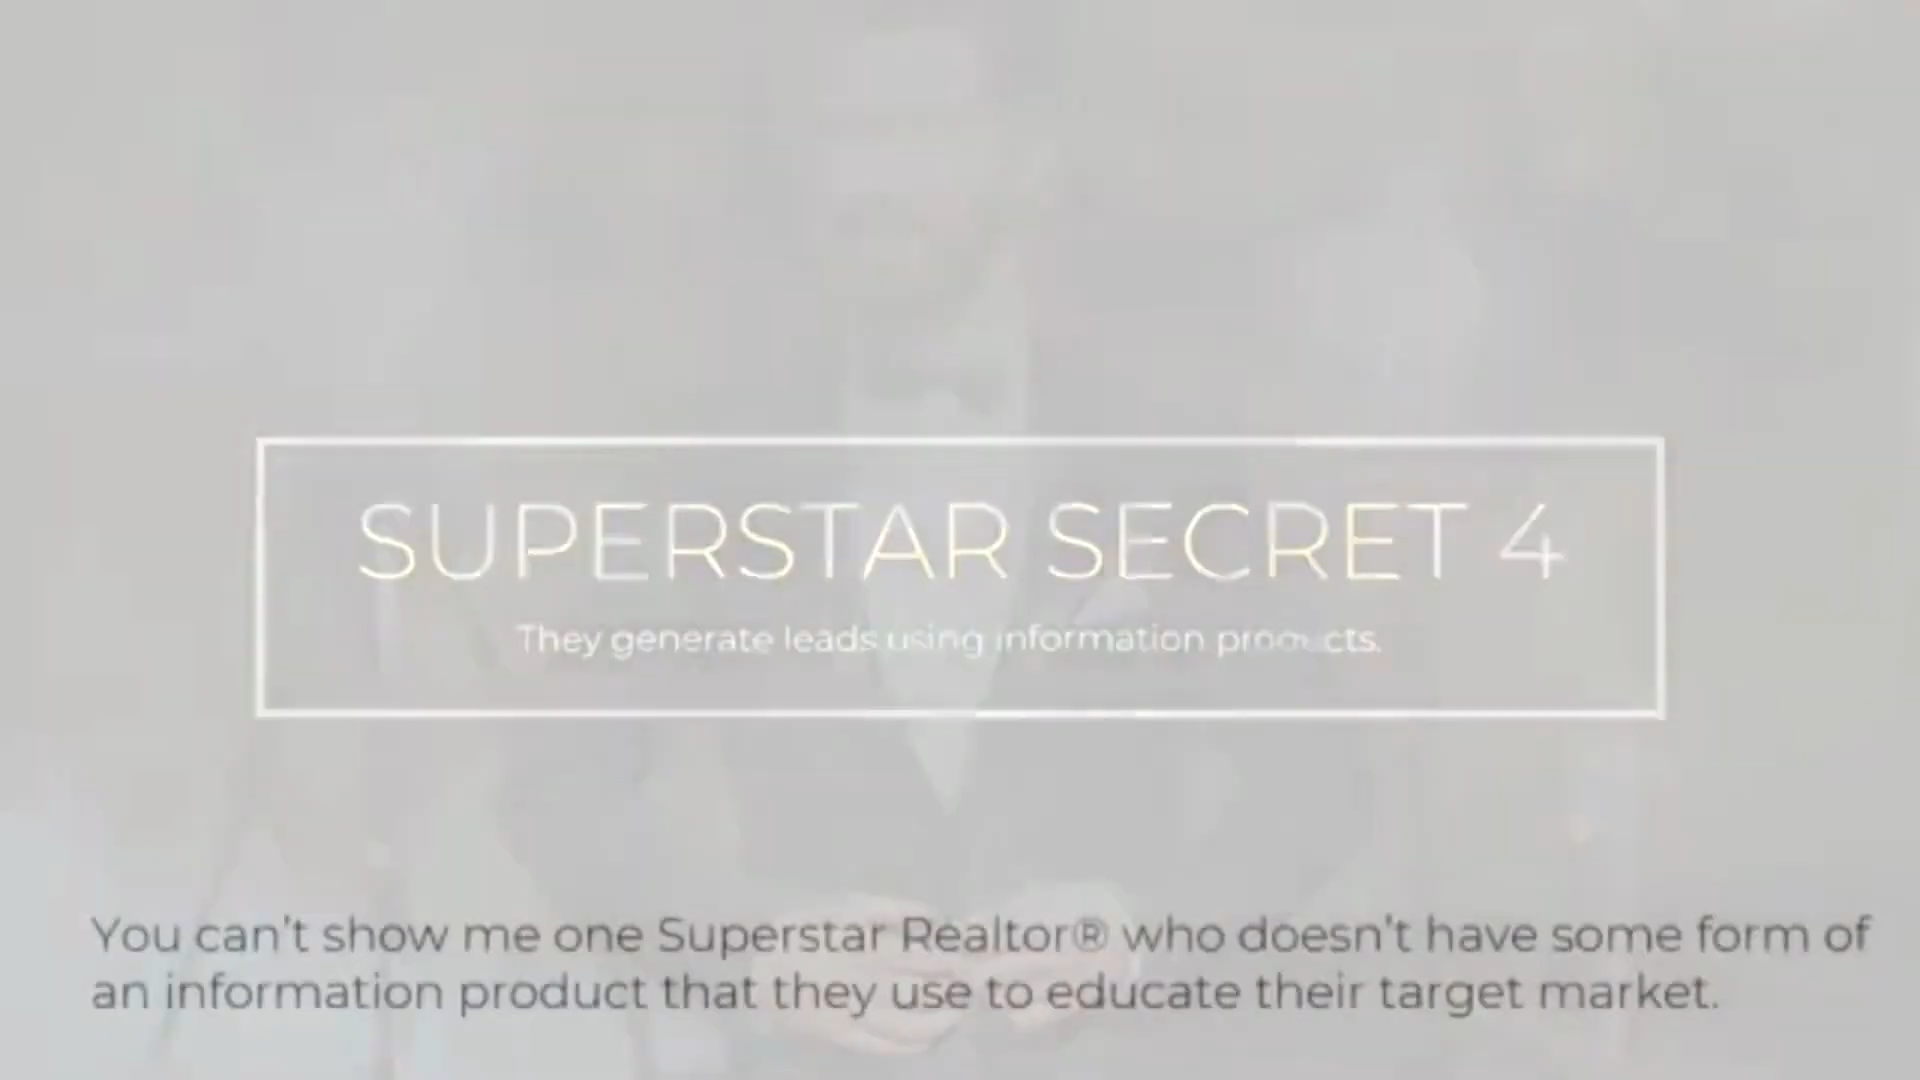 SUPERSTAR SECRET 4
They generate leads using information products.
You can't show me one Superstar Realtor® who doesn't have some form of
an information product that they use to educate their target market.